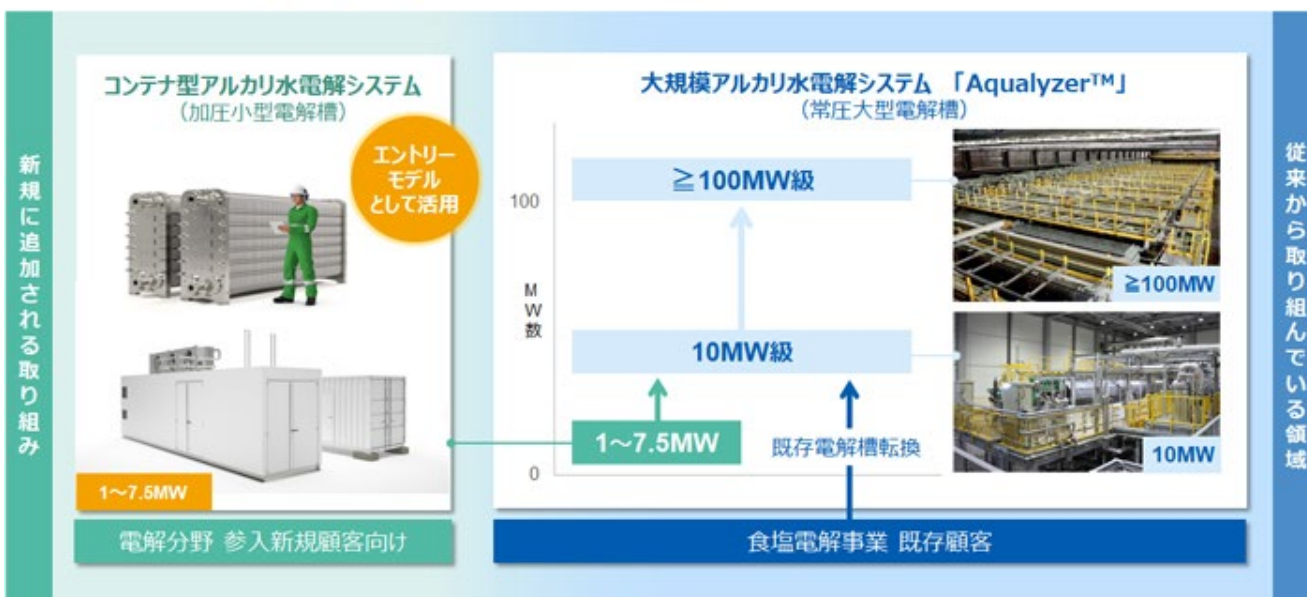 新規に追加される取り組み
コンテナ型アルカリ水電解システム
(加圧小型電解槽)
エントリー
モデル
として活用
1~7.5MW
電解分野 参入新規顧客向け
大規模アルカリ水電解システム 「Aqualyzer™」
(常圧大型電解槽)
100
MW数
0
≧100MW級
10MW級
1~7.5MW
既存電解槽転換
≧100MW
10MW
食塩電解事業 既存顧客
従来から取り組んでいる領域